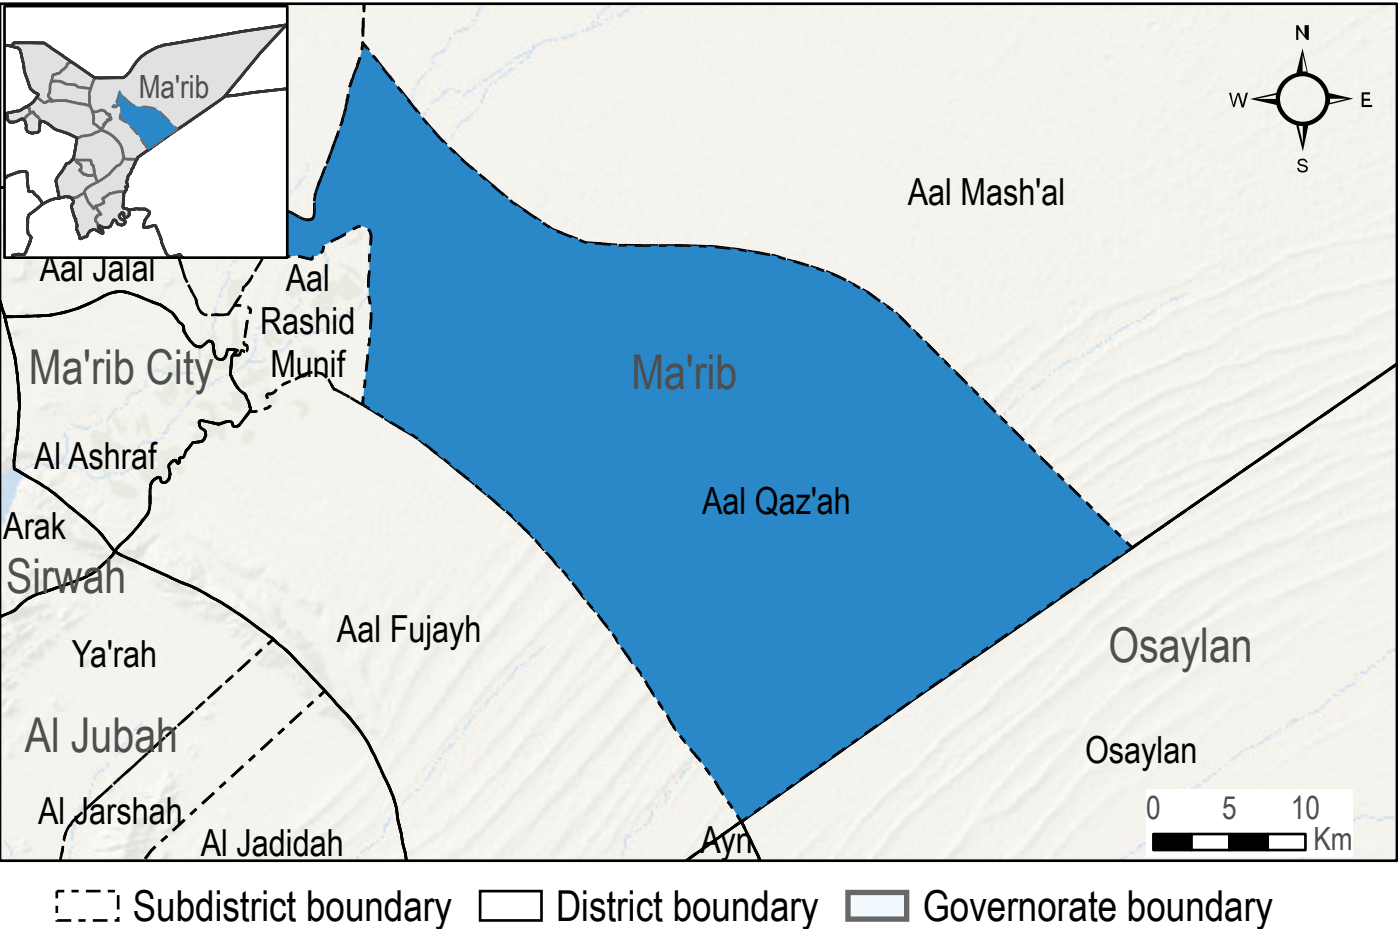 Ma'rib
N
W
E
S
Aal Mash'al
Aal Jalal
Aal
Rashid
Munif
Ma'rib City
Ma'rib
Al Ashraf
Aal Qaz'ah
Arak
Sirwah
Aal Fujayh
Ya'rah
Osaylan
Al Jubah
Osaylan
Al Jarshah
Al Jadidah
Ayn
0 5 10
Km
Subdistrict boundary
District boundary
Governorate boundary